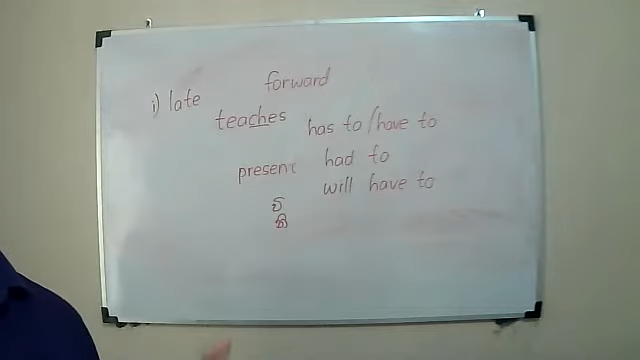 forward
i) late
teaches has to/have to
present had to
will have to
ව්
කි